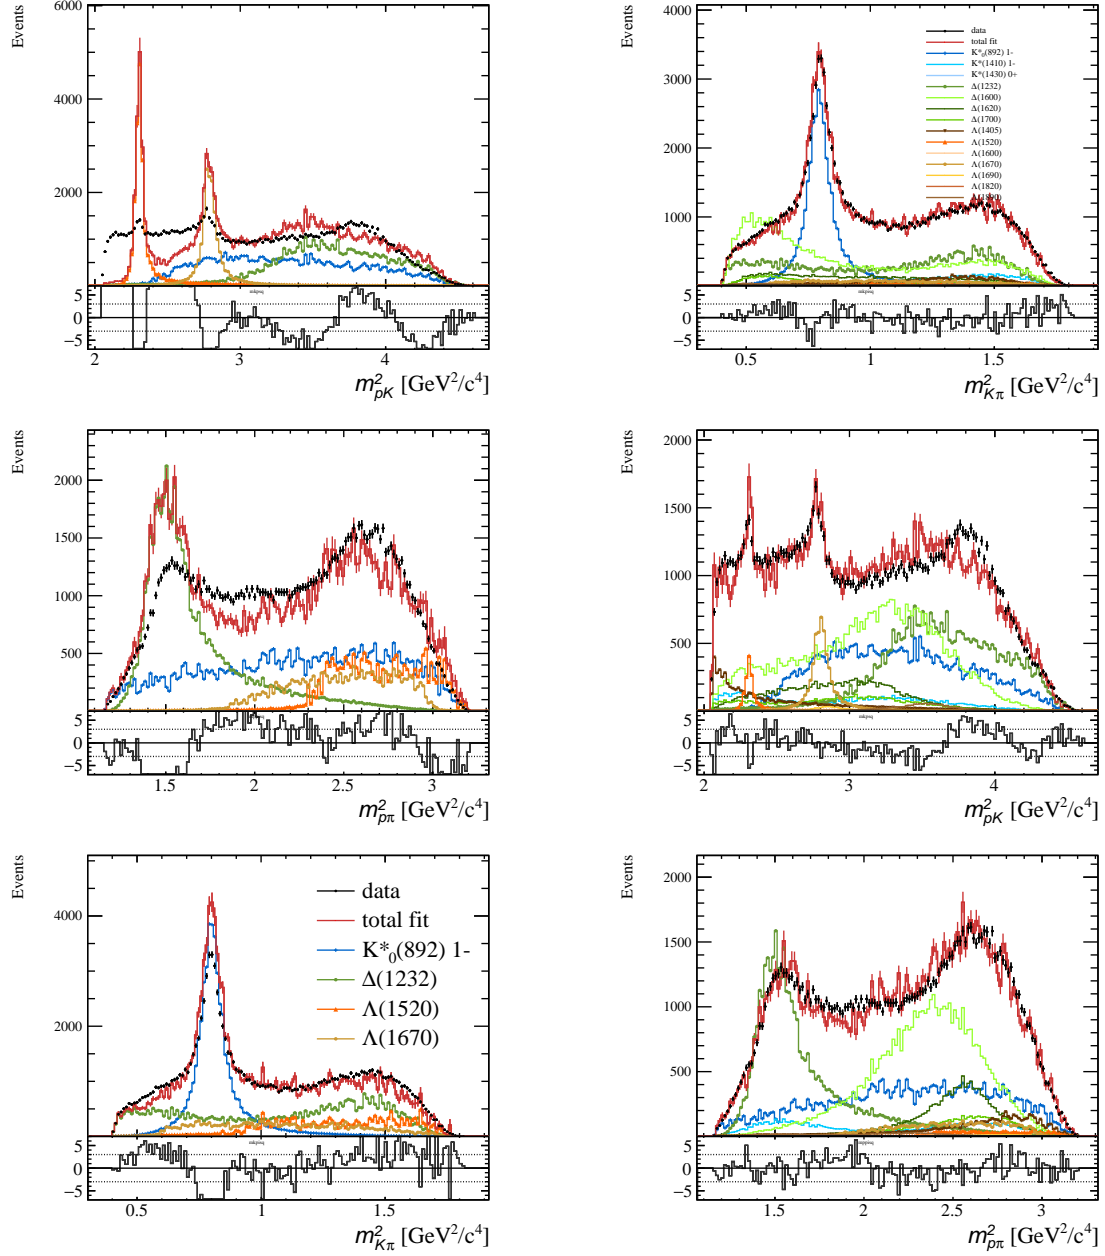 Events
6000
4000
2000
5
0
−5
2
3
4
m²pK [GeV²/c⁴]
Events
4000
3000
2000
1000
data
total fit
K*₀(892) 1-
K*(1410) 1-
K*(1430) 0+
Δ(1232)
Δ(1600)
Δ(1620)
Δ(1700)
Λ(1405)
Λ(1520)
Λ(1600)
Λ(1670)
Λ(1690)
Λ(1820)
5
0
−5
0.5
1
1.5
m²Kπ [GeV²/c⁴]
Events
2000
1500
1000
500
5
0
−5
1.5
2
2.5
3
m²pπ [GeV²/c⁴]
Events
2000
1500
1000
500
5
0
−5
2
3
4
m²pK [GeV²/c⁴]
Events
4000
2000
data
total fit
K*₀(892) 1-
Δ(1232)
Λ(1520)
Λ(1670)
5
0
−5
0.5
1
1.5
m²Kπ [GeV²/c⁴]
Events
2000
1500
1000
500
5
0
−5
1.5
2
2.5
3
m²pπ [GeV²/c⁴]